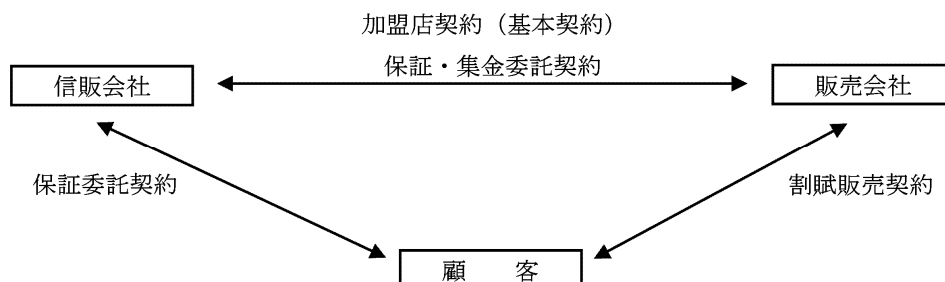 加盟店契約（基本契約）
保証・集金委託契約
信販会社
販売会社
保証委託契約
割賦販売契約
顧　　客